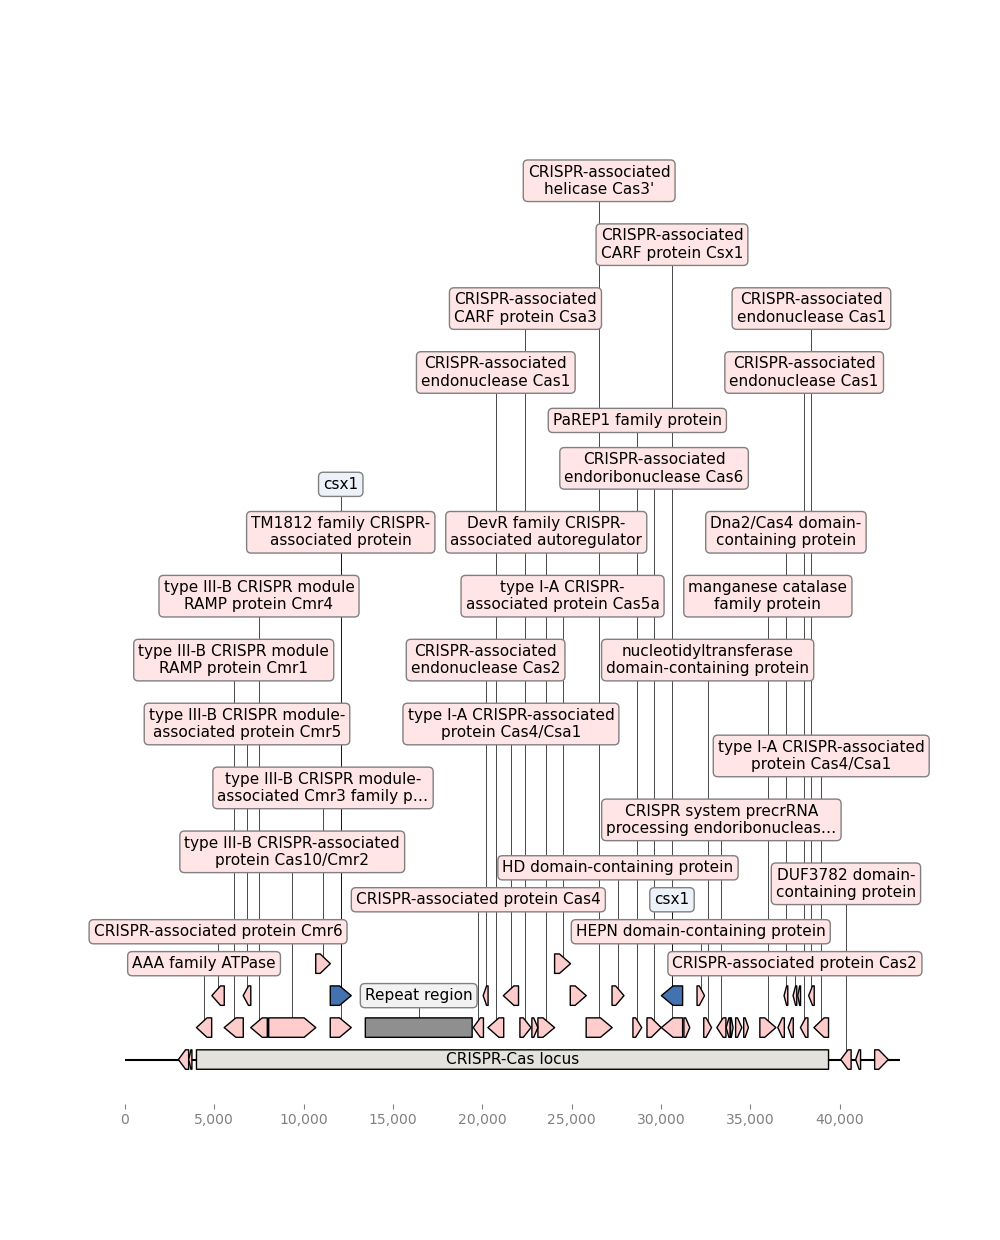 CRISPR-associated
helicase Cas3'
CRISPR-associated
CARF protein Csx1
CRISPR-associated
CARF protein Csa3
CRISPR-associated
endonuclease Cas1
CRISPR-associated
endonuclease Cas1
CRISPR-associated
endonuclease Cas1
PaREP1 family protein
CRISPR-associated
endoribonuclease Cas6
csx1
TM1812 family CRISPR-
associated protein
DevR family CRISPR-
associated autoregulator
Dna2/Cas4 domain-
containing protein
type III-B CRISPR module
RAMP protein Cmr4
type I-A CRISPR-
associated protein Cas5a
manganese catalase
family protein
type III-B CRISPR module
RAMP protein Cmr1
CRISPR-associated
endonuclease Cas2
nucleotidyltransferase
domain-containing protein
type III-B CRISPR module-
associated protein Cmr5
type I-A CRISPR-associated
protein Cas4/Csa1
type I-A CRISPR-associated
protein Cas4/Csa1
type III-B CRISPR module-
associated Cmr3 family p...
CRISPR system precrRNA
processing endoribonucleas...
type III-B CRISPR-associated
protein Cas10/Cmr2
HD domain-containing protein
DUF3782 domain-
containing protein
CRISPR-associated protein Cas4
csx1
CRISPR-associated protein Cmr6
HEPN domain-containing protein
AAA family ATPase
CRISPR-associated protein Cas2
Repeat region
CRISPR-Cas locus
0 5,000 10,000 15,000 20,000 25,000 30,000 35,000 40,000